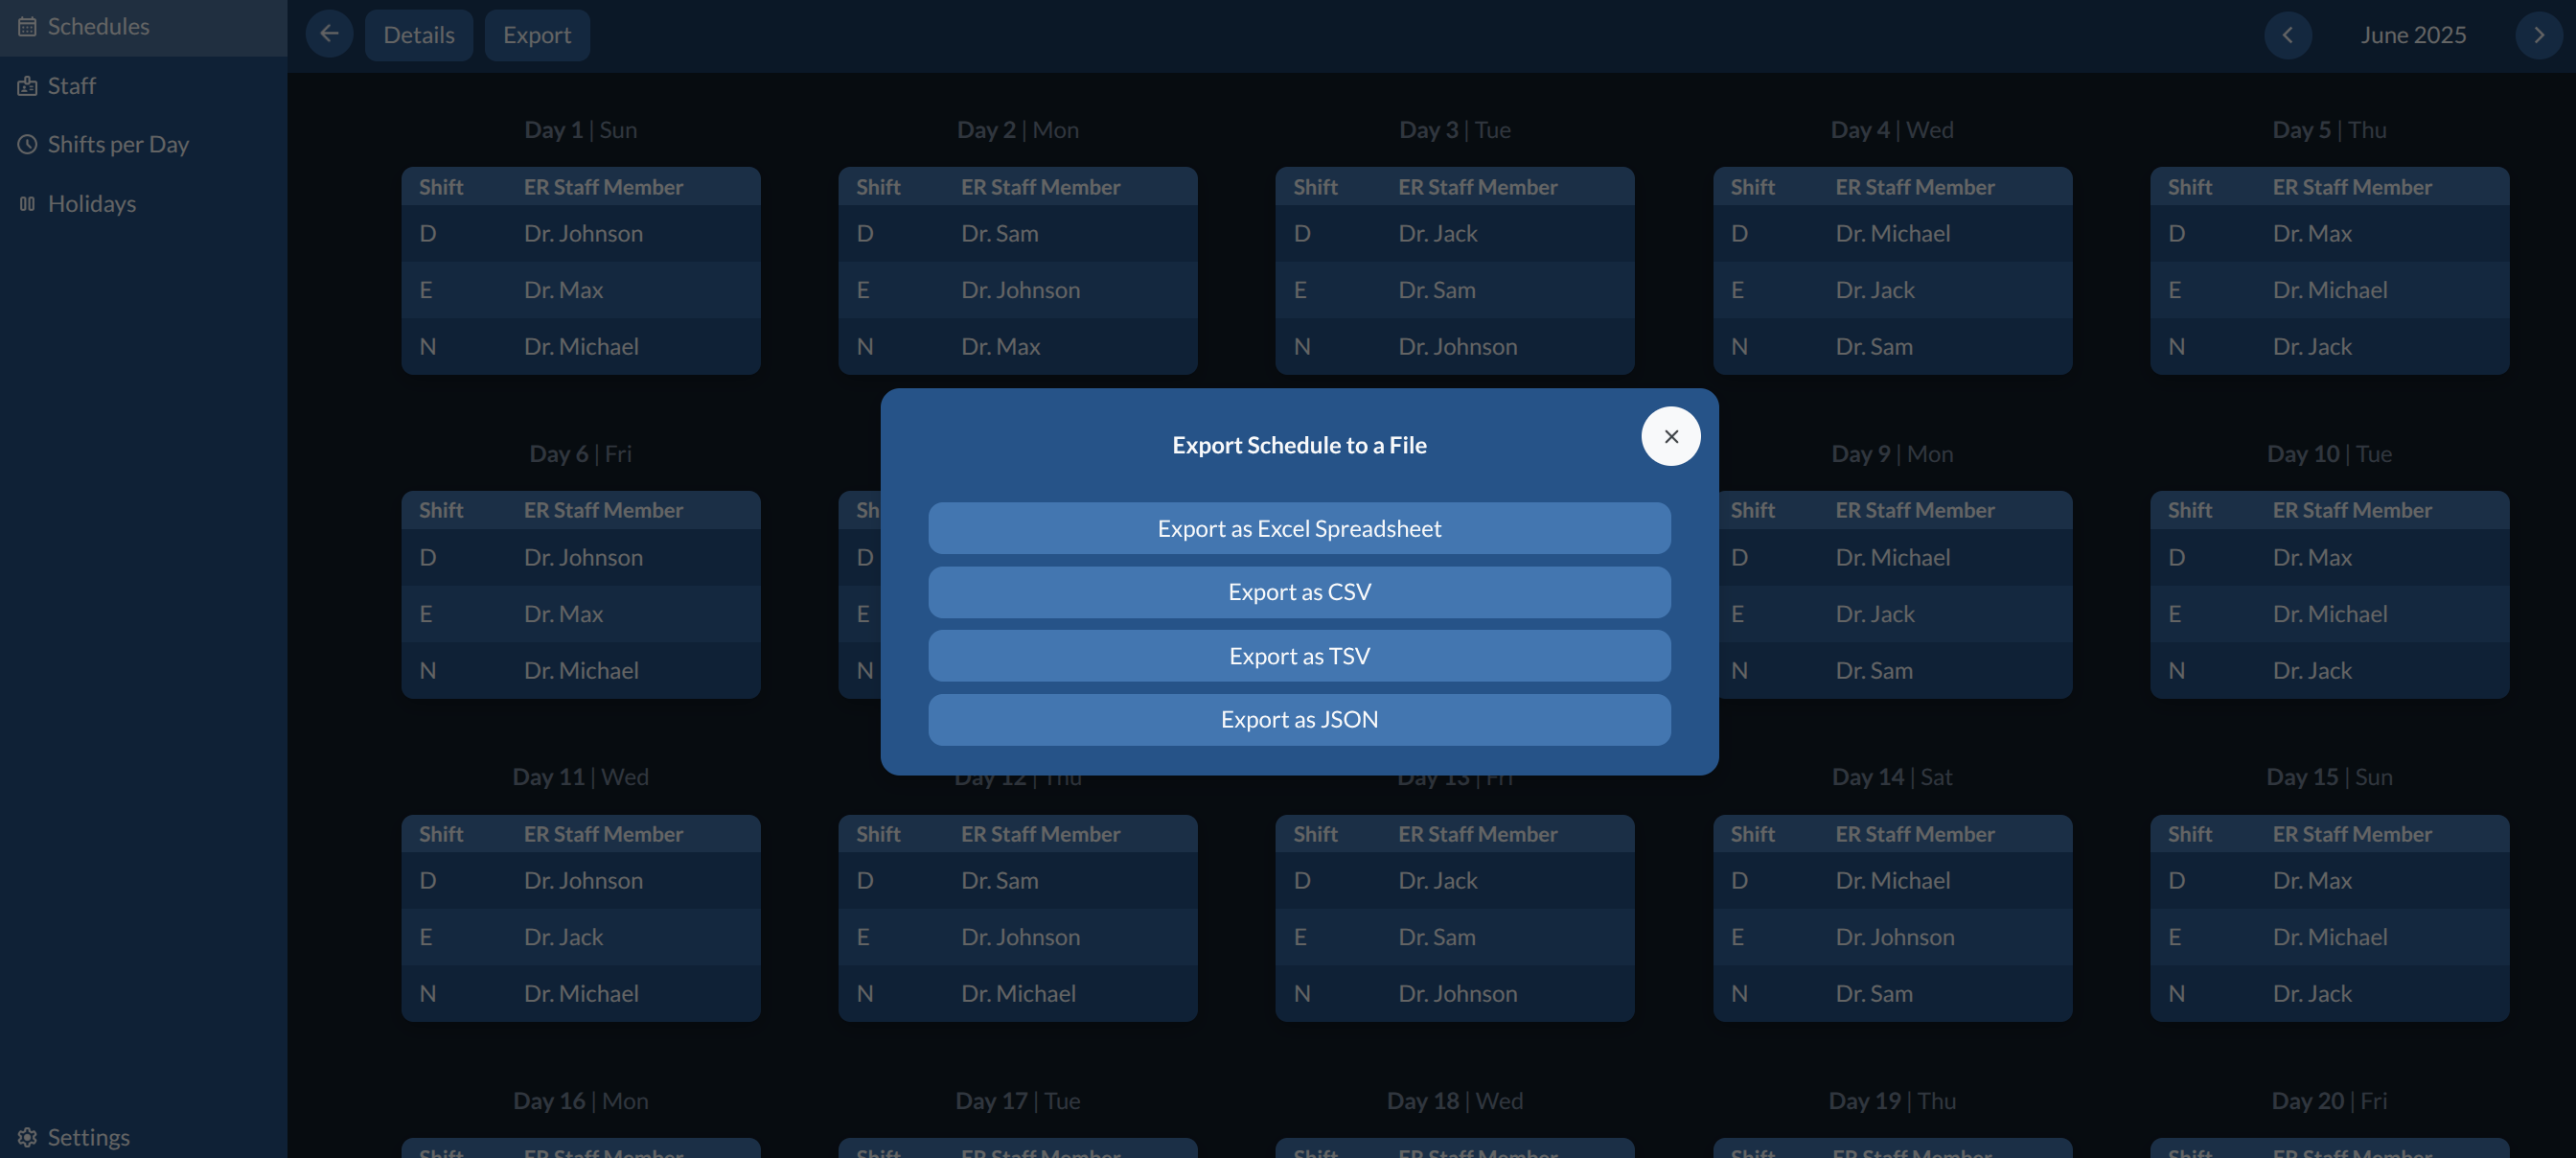 Schedules
Staff
Shifts per Day
Holidays
Settings
Details
Export
June 2025
Day 1 | Sun
Shift ER Staff Member
D Dr. Johnson
E Dr. Max
N Dr. Michael
Day 2 | Mon
Shift ER Staff Member
D Dr. Sam
E Dr. Johnson
N Dr. Max
Day 3 | Tue
Shift ER Staff Member
D Dr. Jack
E Dr. Sam
N Dr. Johnson
Day 4 | Wed
Shift ER Staff Member
D Dr. Michael
E Dr. Jack
N Dr. Sam
Day 5 | Thu
Shift ER Staff Member
D Dr. Max
E Dr. Michael
N Dr. Jack
Day 6 | Fri
Shift ER Staff Member
D Dr. Johnson
E Dr. Max
N Dr. Michael
Sh
D
E
N
Export Schedule to a File
Export as Excel Spreadsheet
Export as CSV
Export as TSV
Export as JSON
Day 9 | Mon
Shift ER Staff Member
D Dr. Michael
E Dr. Jack
N Dr. Sam
Day 10 | Tue
Shift ER Staff Member
D Dr. Max
E Dr. Michael
N Dr. Jack
Day 11 | Wed
Shift ER Staff Member
D Dr. Johnson
E Dr. Jack
N Dr. Michael
Day 12 | Thu
Shift ER Staff Member
D Dr. Sam
E Dr. Johnson
N Dr. Michael
Day 13 | Fri
Shift ER Staff Member
D Dr. Jack
E Dr. Sam
N Dr. Johnson
Day 14 | Sat
Shift ER Staff Member
D Dr. Michael
E Dr. Johnson
N Dr. Sam
Day 15 | Sun
Shift ER Staff Member
D Dr. Max
E Dr. Michael
N Dr. Jack
Day 16 | Mon
Shift ER Staff Member
Day 17 | Tue
Shift ER Staff Member
Day 18 | Wed
Shift ER Staff Member
Day 19 | Thu
Shift ER Staff Member
Day 20 | Fri
Shift ER Staff Member